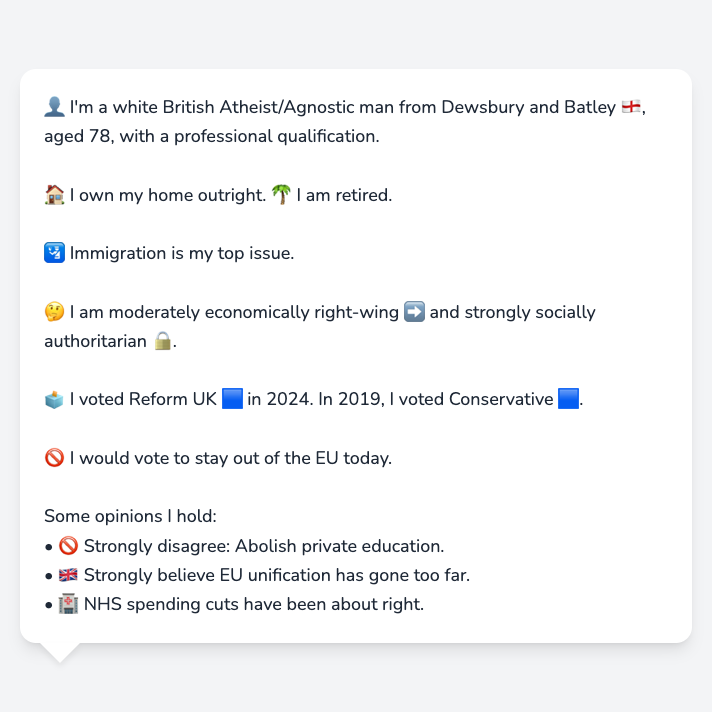 👤 I'm a white British Atheist/Agnostic man from Dewsbury and Batley 🏴󠁧󠁢󠁥󠁮󠁧󠁿,
aged 78, with a professional qualification.
🏠 I own my home outright. 🌴 I am retired.
🛂 Immigration is my top issue.
🤔 I am moderately economically right-wing ➡️ and strongly socially
authoritarian 🔒.
🗳️ I voted Reform UK 🟦 in 2024. In 2019, I voted Conservative 🟦.
🚫 I would vote to stay out of the EU today.
Some opinions I hold:
• 🚫 Strongly disagree: Abolish private education.
• 🇬🇧 Strongly believe EU unification has gone too far.
• 🏥 NHS spending cuts have been about right.